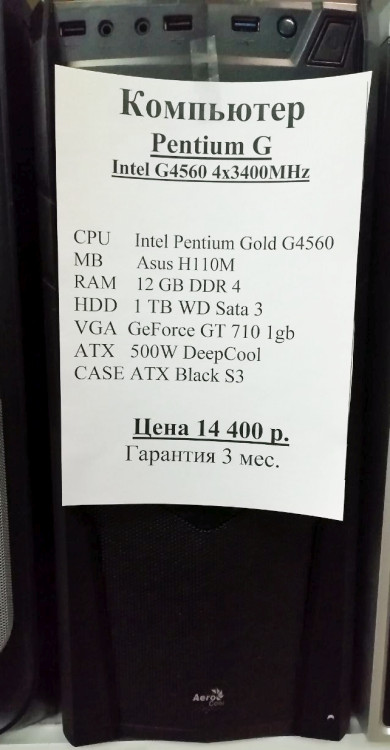 Компьютер
Pentium G
Intel G4560 4x3400MHz
CPU Intel Pentium Gold G4560
MB Asus H110M
RAM 12 GB DDR 4
HDD 1 TB WD Sata 3
VGA GeForce GT 710 1gb
ATX 500W DeepCool
CASE ATX Black S3
Цена 14 400 р.
Гарантия 3 мес.
Aero
Cool